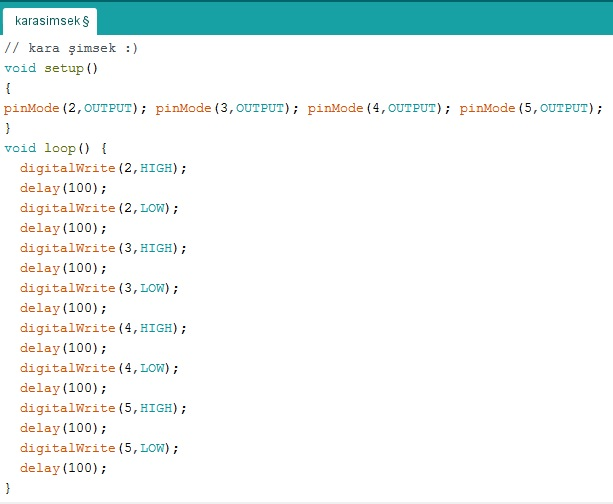 karasimsek §
// kara şimsek :)
void setup()
{
pinMode(2,OUTPUT); pinMode(3,OUTPUT); pinMode(4,OUTPUT); pinMode(5,OUTPUT);
}
void loop() {
  digitalWrite(2,HIGH);
  delay(100);
  digitalWrite(2,LOW);
  delay(100);
  digitalWrite(3,HIGH);
  delay(100);
  digitalWrite(3,LOW);
  delay(100);
  digitalWrite(4,HIGH);
  delay(100);
  digitalWrite(4,LOW);
  delay(100);
  digitalWrite(5,HIGH);
  delay(100);
  digitalWrite(5,LOW);
  delay(100);
}